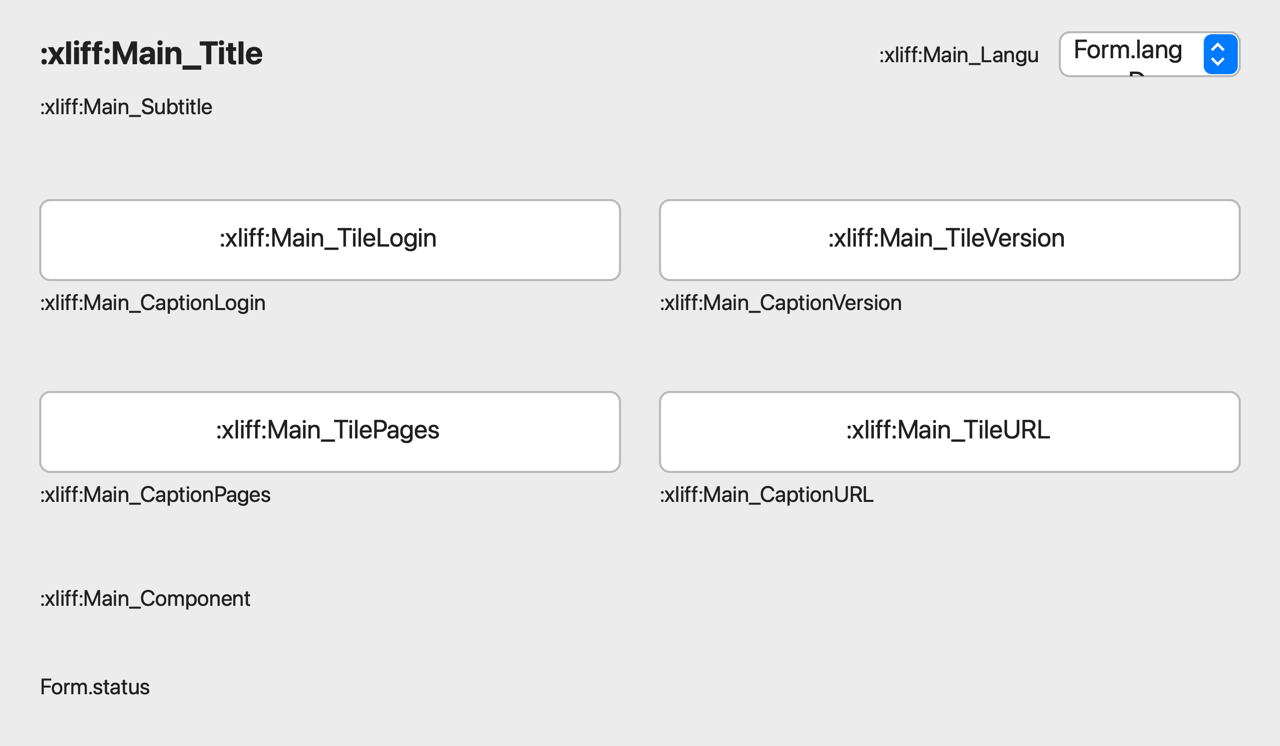 :xliff:Main_Title
:xliff:Main_Langu
Form.lang
:xliff:Main_Subtitle
:xliff:Main_TileLogin
:xliff:Main_TileVersion
:xliff:Main_CaptionLogin
:xliff:Main_CaptionVersion
:xliff:Main_TilePages
:xliff:Main_TileURL
:xliff:Main_CaptionPages
:xliff:Main_CaptionURL
:xliff:Main_Component
Form.status